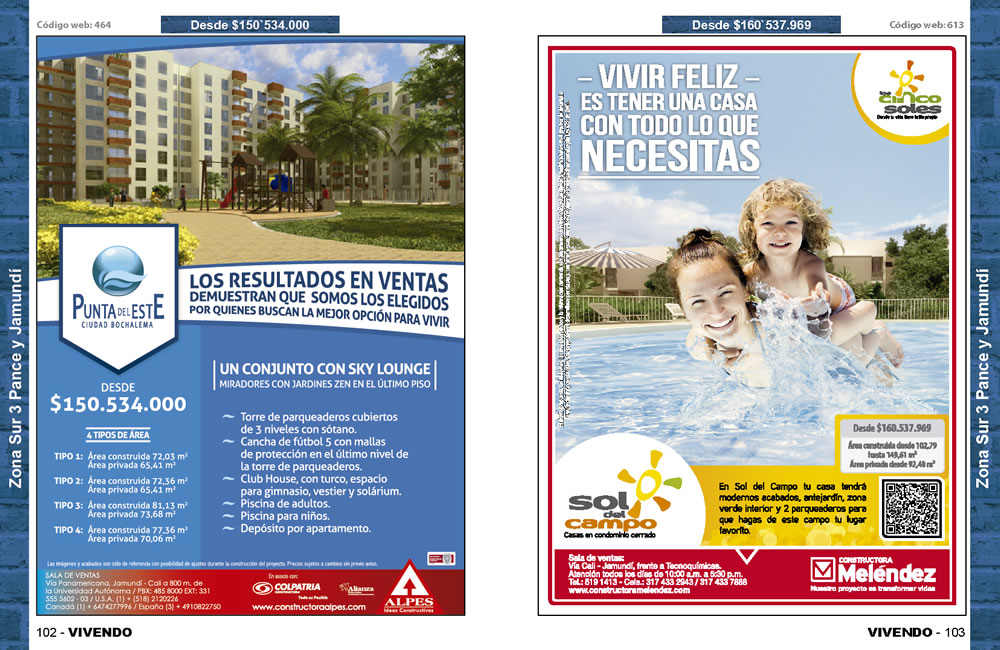 Código web: 464
Desde $150`534.000
Zona Sur 3 Pance y Jamundí
PUNTA DEL ESTE
CIUDAD BOCHALEMA
LOS RESULTADOS EN VENTAS
DEMUESTRAN QUE SOMOS LOS ELEGIDOS
POR QUIENES BUSCAN LA MEJOR OPCIÓN PARA VIVIR
DESDE
$150.534.000
4 TIPOS DE ÁREA
TIPO 1: Área construida 72,03 m²
Área privada 65,41 m²
TIPO 2: Área construida 72,36 m²
Área privada 65,41 m²
TIPO 3: Área construida 81,13 m²
Área privada 73,68 m²
TIPO 4: Área construida 77,36 m²
Área privada 70,06 m²
UN CONJUNTO CON SKY LOUNGE
MIRADORES CON JARDINES ZEN EN EL ÚLTIMO PISO
Torre de parqueaderos cubiertos
de 3 niveles con sótano.
Cancha de fútbol 5 con mallas
de protección en el último nivel de
la torre de parqueaderos.
Club House, con turco, espacio
para gimnasio, vestier y solárium.
Piscina de adultos.
Piscina para niños.
Depósito por apartamento.
Las imágenes y acabados son sólo de referencia con posibilidad de ajustes durante la construcción del proyecto. Precios sujetos a cambios sin previo aviso.
SALA DE VENTAS
Vía Panamericana, Jamundí - Cali a 800 m. de
la Universidad Autónoma / PBX: 485 8000 EXT: 331
555 5602 - 03 / U.S.A. (1) + (518) 2120226
Canadá (1) + 6474277996 / España (3) + 4910822750
En asocio con:
COLPATRIA
CONSTRUCTORA
Todo es Posible
Alianza
www.constructoraalpes.com
ALPES
Ideas Constructivas
102 - VIVENDO
Desde $160`537.969
Código web: 613
Zona Sur 3 Pance y Jamundí
– VIVIR FELIZ –
ES TENER UNA CASA
CON TODO LO QUE
NECESITAS
los
cinco
soles
Donde tu vida tiene brillo propio
Desde $160.537.969
Área construida desde 102,79
hasta 149,61 m²
Área privada desde 92,48 m²
sol
del
campo
Casas en condominio cerrado
En Sol del Campo tu casa tendrá
modernos acabados, antejardín, zona
verde interior y 2 parqueaderos para
que hagas de este campo tu lugar
favorito.
Sala de ventas:
Vía Cali - Jamundí, frente a Tecnoquímicas.
Atención todos los días de 10:00 a.m. a 5:30 p.m.
Tel.: 519 1413 - Cels.: 317 433 2943 / 317 433 7888
www.constructoramelendez.com
CONSTRUCTORA
Meléndez
Nuestro proyecto es transformar vidas
VIVENDO - 103